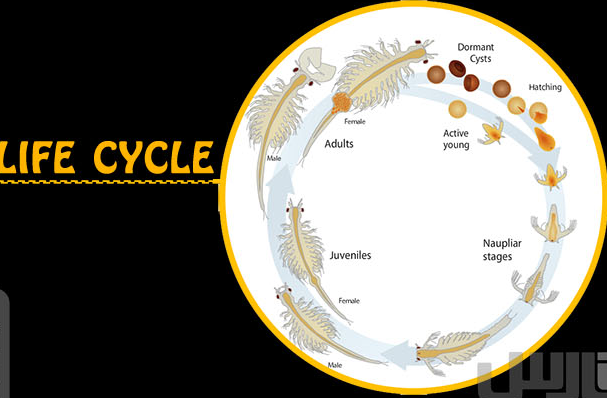 LIFE CYCLE
Dormant
Cysts
Hatching
Active
young
Female
Adults
Male
Naupliar
stages
Juveniles
Female
Male